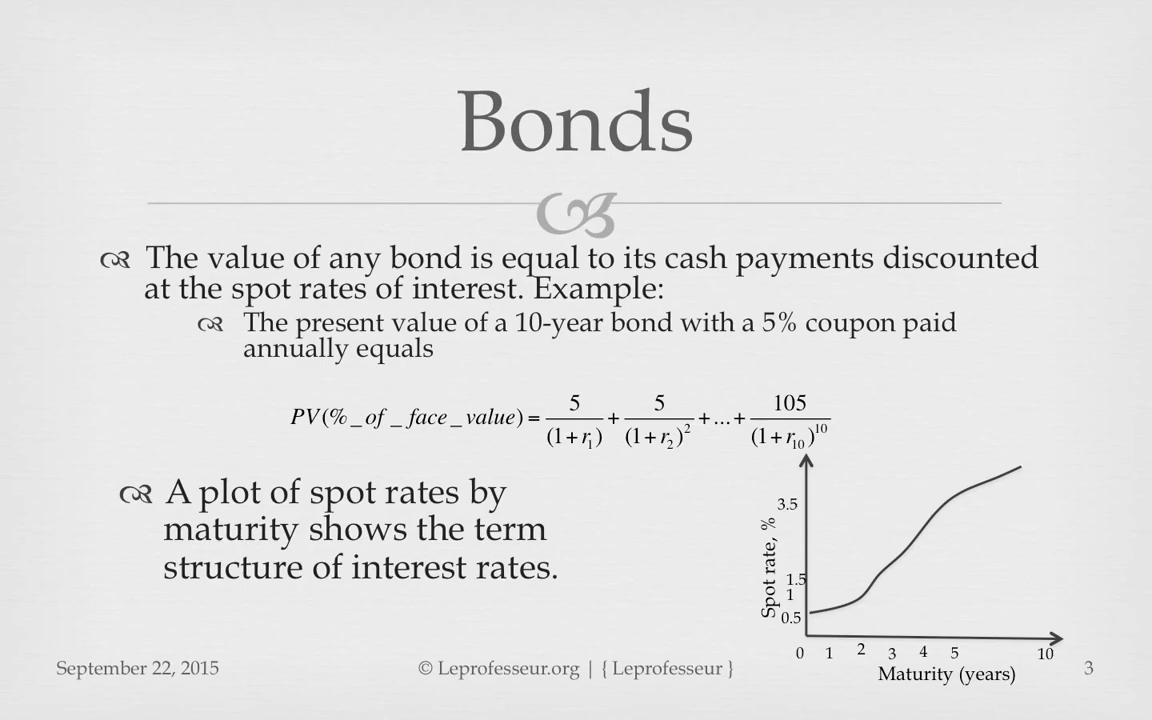 Bonds
The value of any bond is equal to its cash payments discounted
at the spot rates of interest. Example:
The present value of a 10-year bond with a 5% coupon paid
annually equals
PV(%_of_face_value) = 5/(1+r₁) + 5/(1+r₂)² + ... + 105/(1+r₁₀)¹⁰
A plot of spot rates by
maturity shows the term
structure of interest rates.
Spot rate, %
3.5
1.5
1
0.5
0 1 2 3 4 5 10
Maturity (years)
September 22, 2015
© Leprofesseur.org | { Leprofesseur }
3